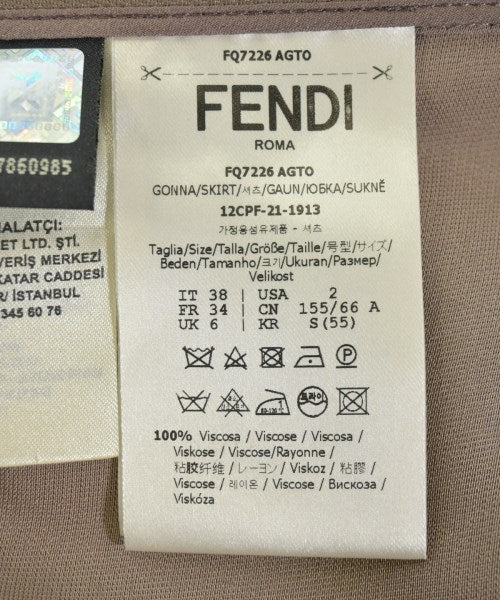 7860985
ALATÇI:
ET LTD. ŞTİ.
VERİŞ MERKEZİ
KATAR CADDESİ
R/ İSTANBUL
345 60 76
FQ7226 AGTO
FENDI
ROMA
FQ7226 AGTO
GONNA/SKIRT/셔츠/GAUN/ЮБКА/SUKNĚ
12CPF-21-1913
가정용섬유제품 - 셔츠
Taglia/Size/Talla/Größe/Taille/号型/サイズ/
Beden/Tamanho/크기/Ukuran/Размер/
Velikost
IT 38 | USA 2
FR 34 | CN 155/66 A
UK 6 | KR S(55)
드라이
100% Viscosa / Viscose / Viscosa /
Viskose / Viscose/Rayonne /
粘胶纤维 / レーヨン / Viskoz / 粘膠 /
Viscose / 레이온 / Viscose / Вискоза /
Viskóza